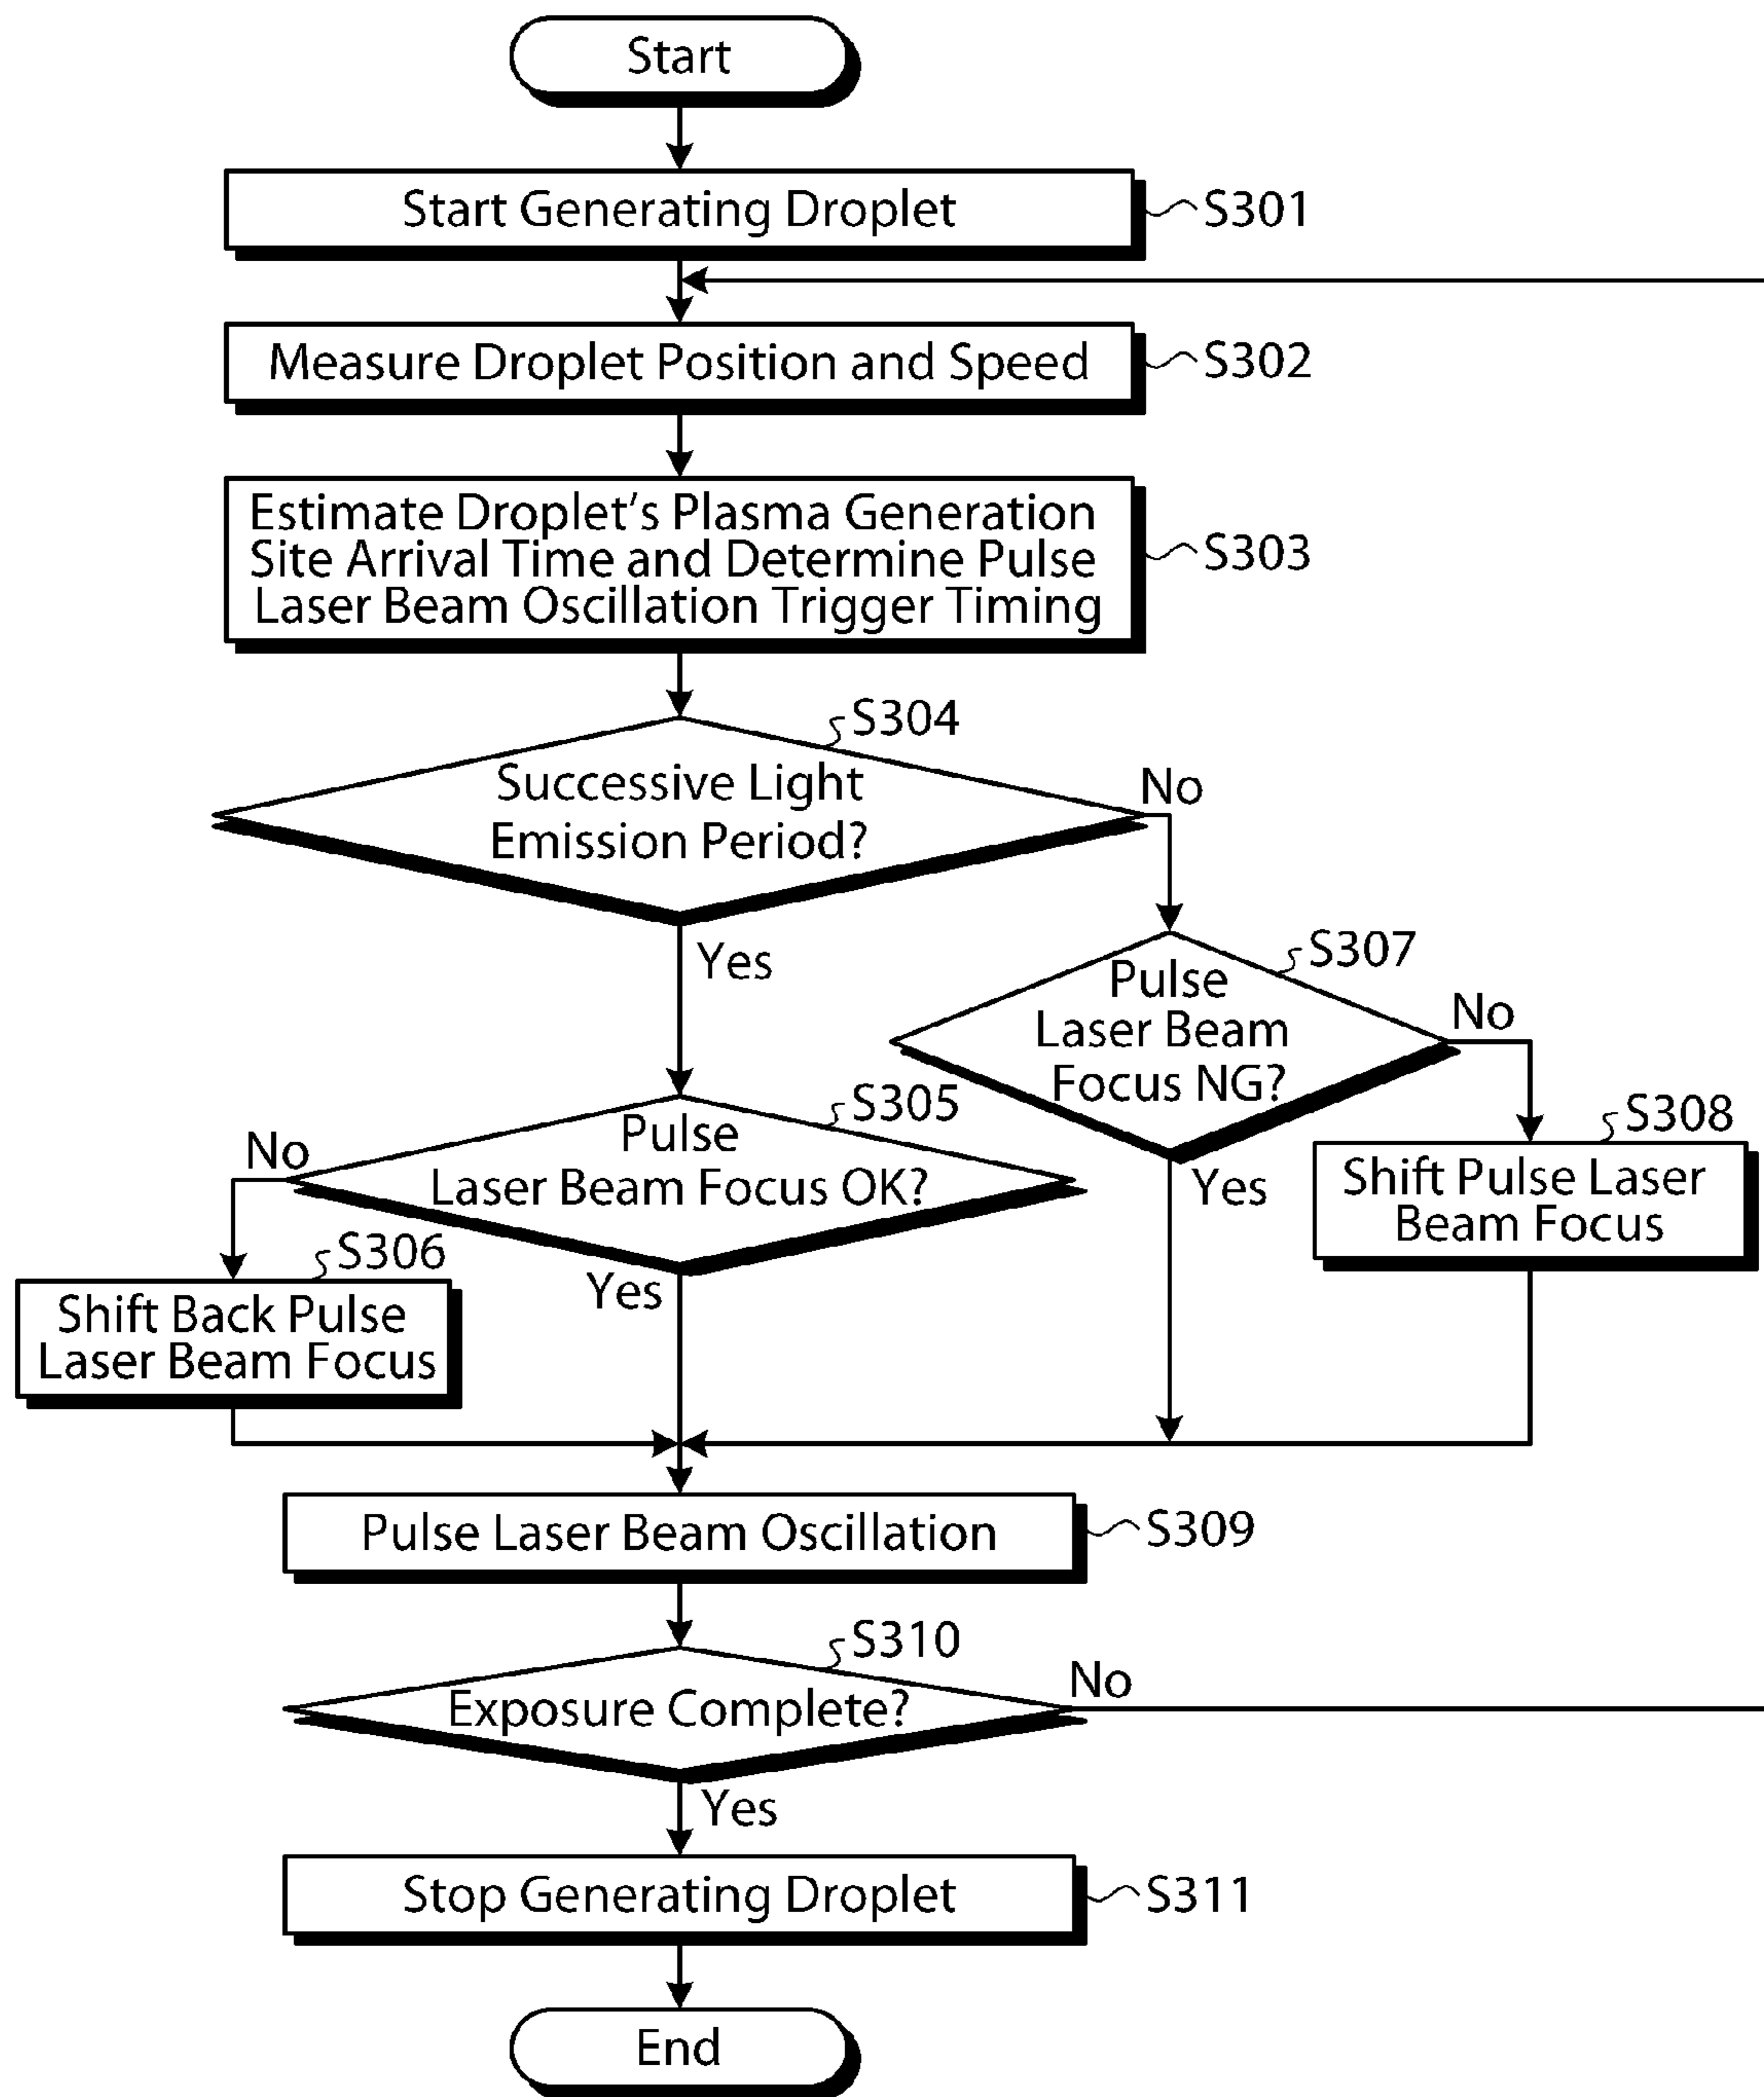 Start
Start Generating Droplet
S301
Measure Droplet Position and Speed
S302
Estimate Droplet's Plasma Generation
Site Arrival Time and Determine Pulse
Laser Beam Oscillation Trigger Timing
S303
S304
Successive Light
Emission Period?
No
Yes
S307
Pulse
Laser Beam
Focus NG?
No
Yes
S305
Pulse
Laser Beam Focus OK?
No
Yes
S308
Shift Pulse Laser
Beam Focus
S306
Shift Back Pulse
Laser Beam Focus
Pulse Laser Beam Oscillation
S309
S310
Exposure Complete?
No
Yes
Stop Generating Droplet
S311
End